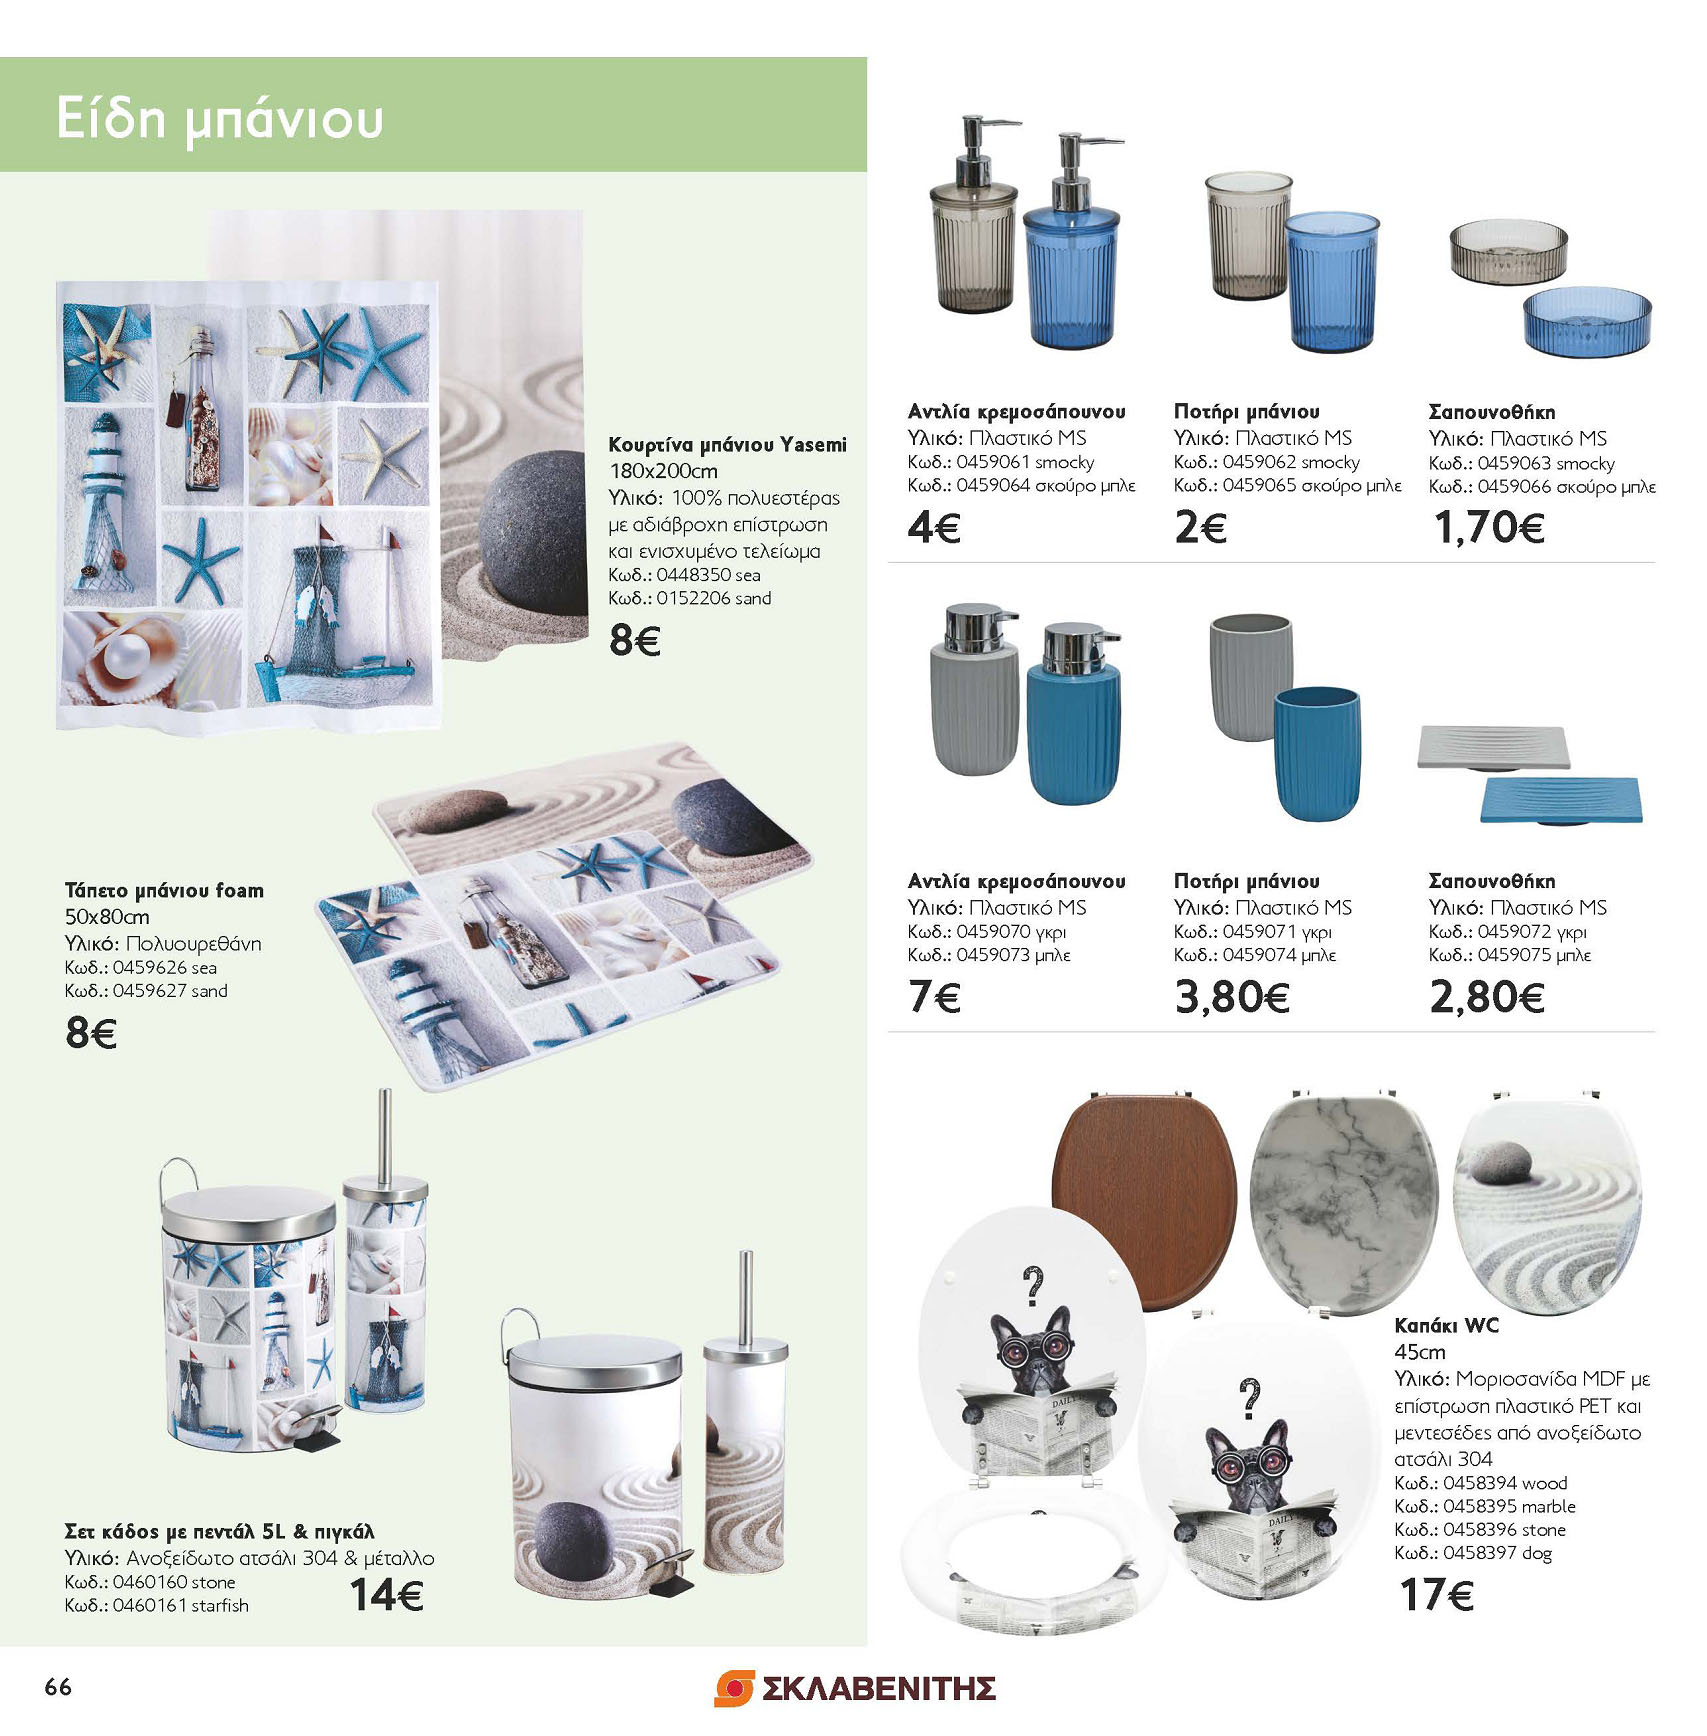 Είδη μπάνιου
Κουρτίνα μπάνιου Yasemi
180x200cm
Υλικό: 100% πολυεστέρας
με αδιάβροχη επίστρωση
και ενισχυμένο τελείωμα
Κωδ.: 0448350 sea
Κωδ.: 0152206 sand
8€
Τάπετο μπάνιου foam
50x80cm
Υλικό: Πολυουρεθάνη
Κωδ.: 0459626 sea
Κωδ.: 0459627 sand
8€
Σετ κάδος με πεντάλ 5L & πιγκάλ
Υλικό: Ανοξείδωτο ατσάλι 304 & μέταλλο
Κωδ.: 0460160 stone
Κωδ.: 0460161 starfish
14€
Αντλία κρεμοσάπουνου
Υλικό: Πλαστικό MS
Κωδ.: 0459061 smocky
Κωδ.: 0459064 σκούρο μπλε
4€
Ποτήρι μπάνιου
Υλικό: Πλαστικό MS
Κωδ.: 0459062 smocky
Κωδ.: 0459065 σκούρο μπλε
2€
Σαπουνοθήκη
Υλικό: Πλαστικό MS
Κωδ.: 0459063 smocky
Κωδ.: 0459066 σκούρο μπλε
1,70€
Αντλία κρεμοσάπουνου
Υλικό: Πλαστικό MS
Κωδ.: 0459070 γκρι
Κωδ.: 0459073 μπλε
7€
Ποτήρι μπάνιου
Υλικό: Πλαστικό MS
Κωδ.: 0459071 γκρι
Κωδ.: 0459074 μπλε
3,80€
Σαπουνοθήκη
Υλικό: Πλαστικό MS
Κωδ.: 0459072 γκρι
Κωδ.: 0459075 μπλε
2,80€
?
DAILY
?
DAILY
Καπάκι WC
45cm
Υλικό: Μοριοσανίδα MDF με
επίστρωση πλαστικό PET και
μεντεσέδες από ανοξείδωτο
ατσάλι 304
Κωδ.: 0458394 wood
Κωδ.: 0458395 marble
Κωδ.: 0458396 stone
Κωδ.: 0458397 dog
17€
66
ΣΚΛΑΒΕΝΙΤΗΣ